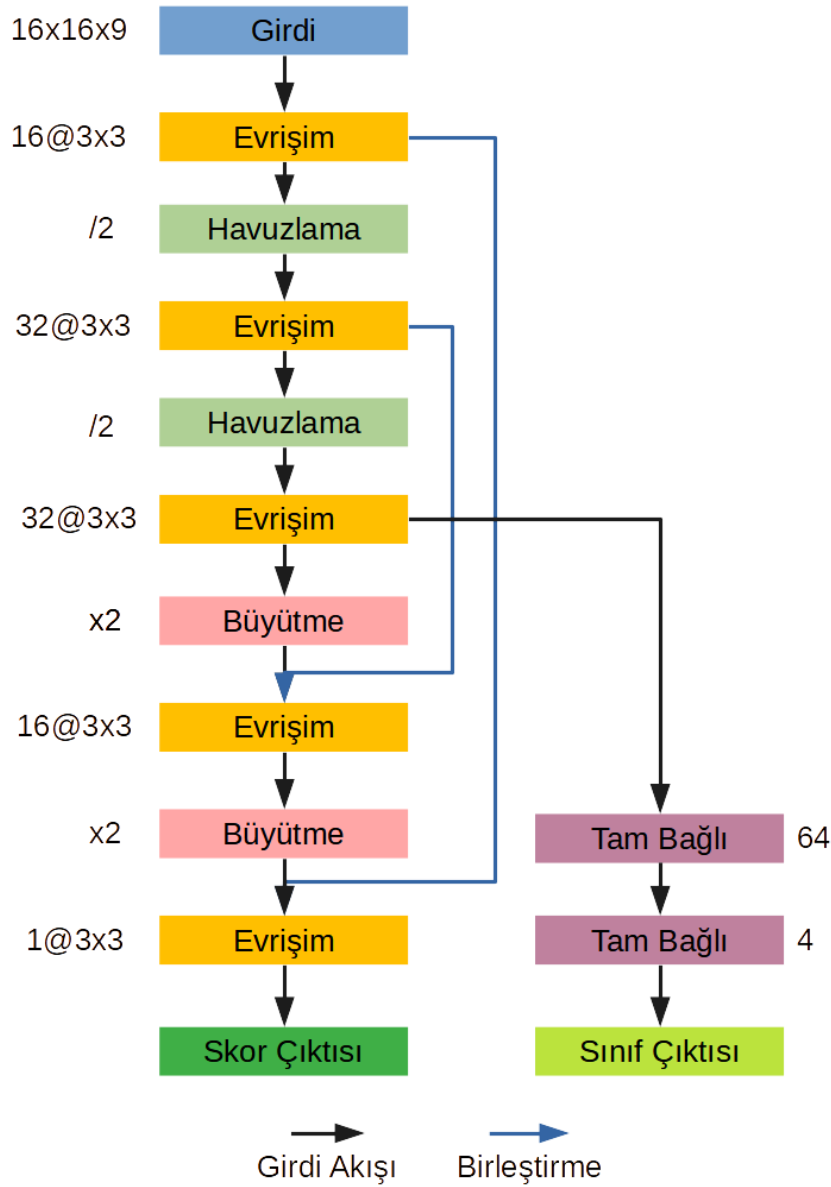 16x16x9 Girdi
16@3x3 Evrişim
/2 Havuzlama
32@3x3 Evrişim
/2 Havuzlama
32@3x3 Evrişim
x2 Büyütme
16@3x3 Evrişim
x2 Büyütme
Tam Bağlı 64
1@3x3 Evrişim
Tam Bağlı 4
Skor Çıktısı
Sınıf Çıktısı
Girdi Akışı
Birleştirme